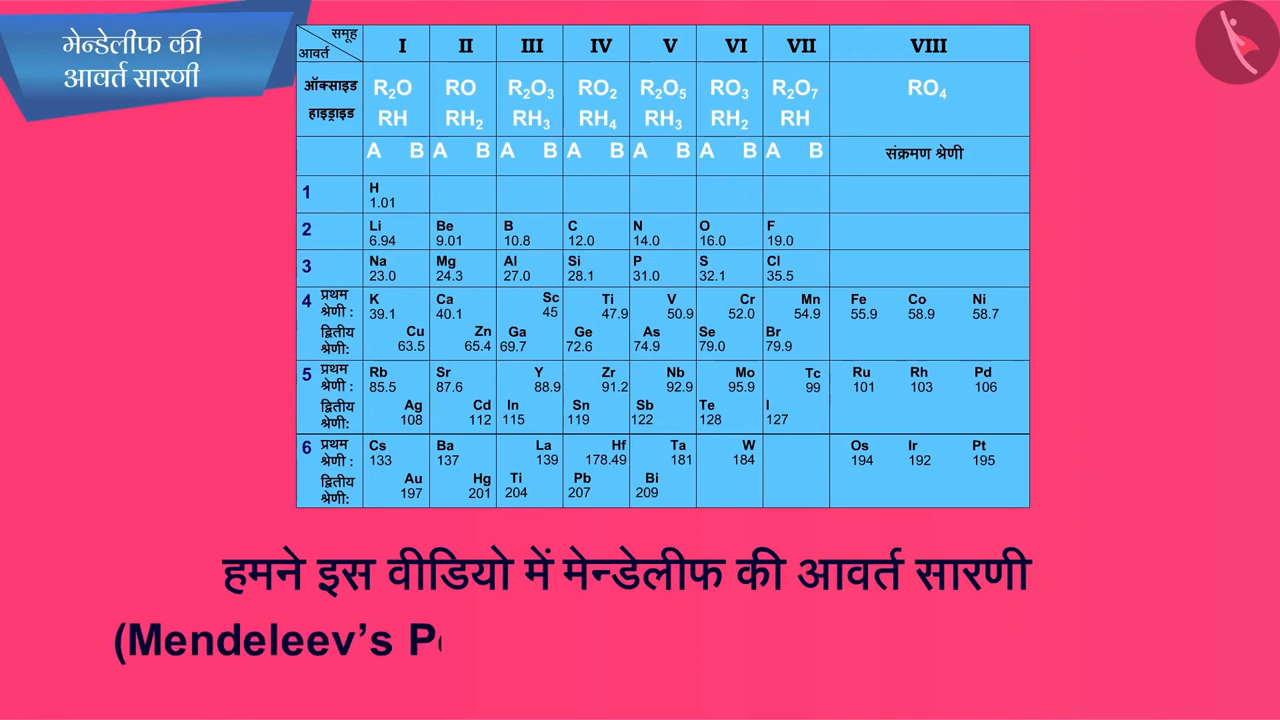 मेन्डेलीफ की
आवर्त सारणी
समूह
आवर्त
I II III IV V VI VII VIII
ऑक्साइड R₂O RO R₂O₃ RO₂ R₂O₅ RO₃ R₂O₇ RO₄
हाइड्राइड RH RH₂ RH₃ RH₄ RH₃ RH₂ RH
A B A B A B A B A B A B A B संक्रमण श्रेणी
1 H
1.01
2 Li Be B C N O F
6.94 9.01 10.8 12.0 14.0 16.0 19.0
3 Na Mg Al Si P S Cl
23.0 24.3 27.0 28.1 31.0 32.1 35.5
4 प्रथम K Ca Sc Ti V Cr Mn Fe Co Ni
श्रेणी : 39.1 40.1 45 47.9 50.9 52.0 54.9 55.9 58.9 58.7
द्वितीय Cu Zn Ga Ge As Se Br
श्रेणी: 63.5 65.4 69.7 72.6 74.9 79.0 79.9
5 प्रथम Rb Sr Y Zr Nb Mo Tc Ru Rh Pd
श्रेणी : 85.5 87.6 88.9 91.2 92.9 95.9 99 101 103 106
द्वितीय Ag Cd In Sn Sb Te I
श्रेणी: 108 112 115 119 122 128 127
6 प्रथम Cs Ba La Hf Ta W Os Ir Pt
श्रेणी : 133 137 139 178.49 181 184 194 192 195
द्वितीय Au Hg Ti Pb Bi
श्रेणी: 197 201 204 207 209
हमने इस वीडियो में मेन्डेलीफ की आवर्त सारणी
(Mendeleev’s P